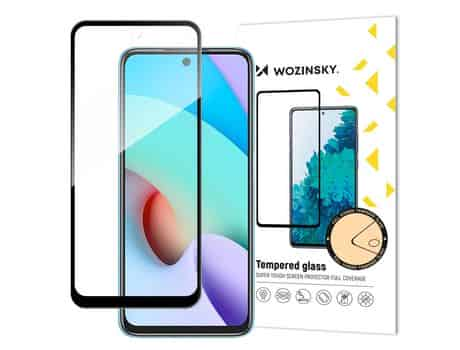 WOZINSKY.
Tempered glass
SUPER TOUGH SCREEN PROTECTOR FULL COVERAGE